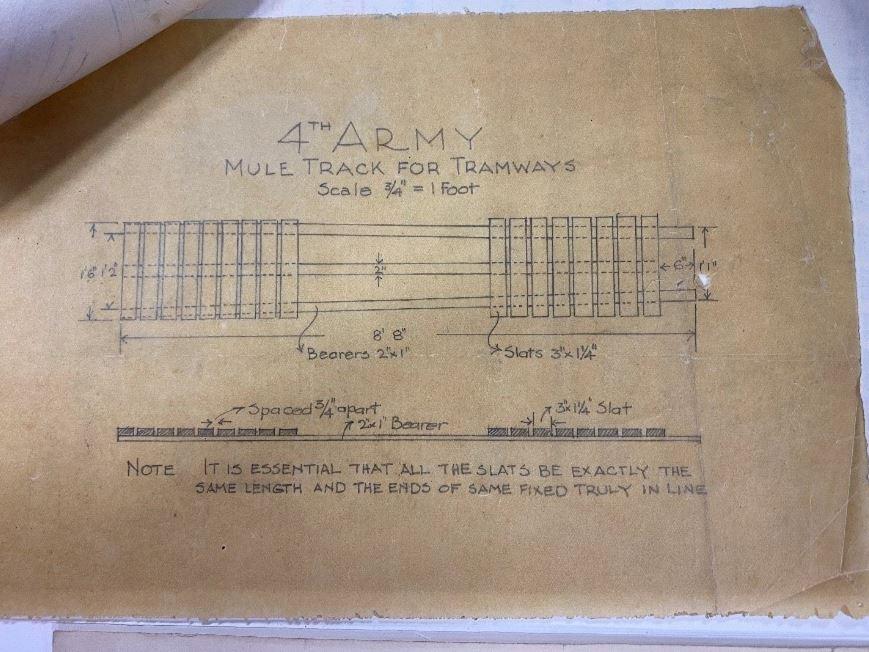 4TH ARMY
MULE TRACK FOR TRAMWAYS
Scale 3/4" = 1 Foot
1'6" 1'2"
2"
6" 1'1"
8' 8"
Bearers 2"x1"
Slats 3"x1¼"
Spaced 3/4" apart
3"x1¼" Slat
2"x1" Bearer
NOTE IT IS ESSENTIAL THAT ALL THE SLATS BE EXACTLY THE
SAME LENGTH AND THE ENDS OF SAME FIXED TRULY IN LINE